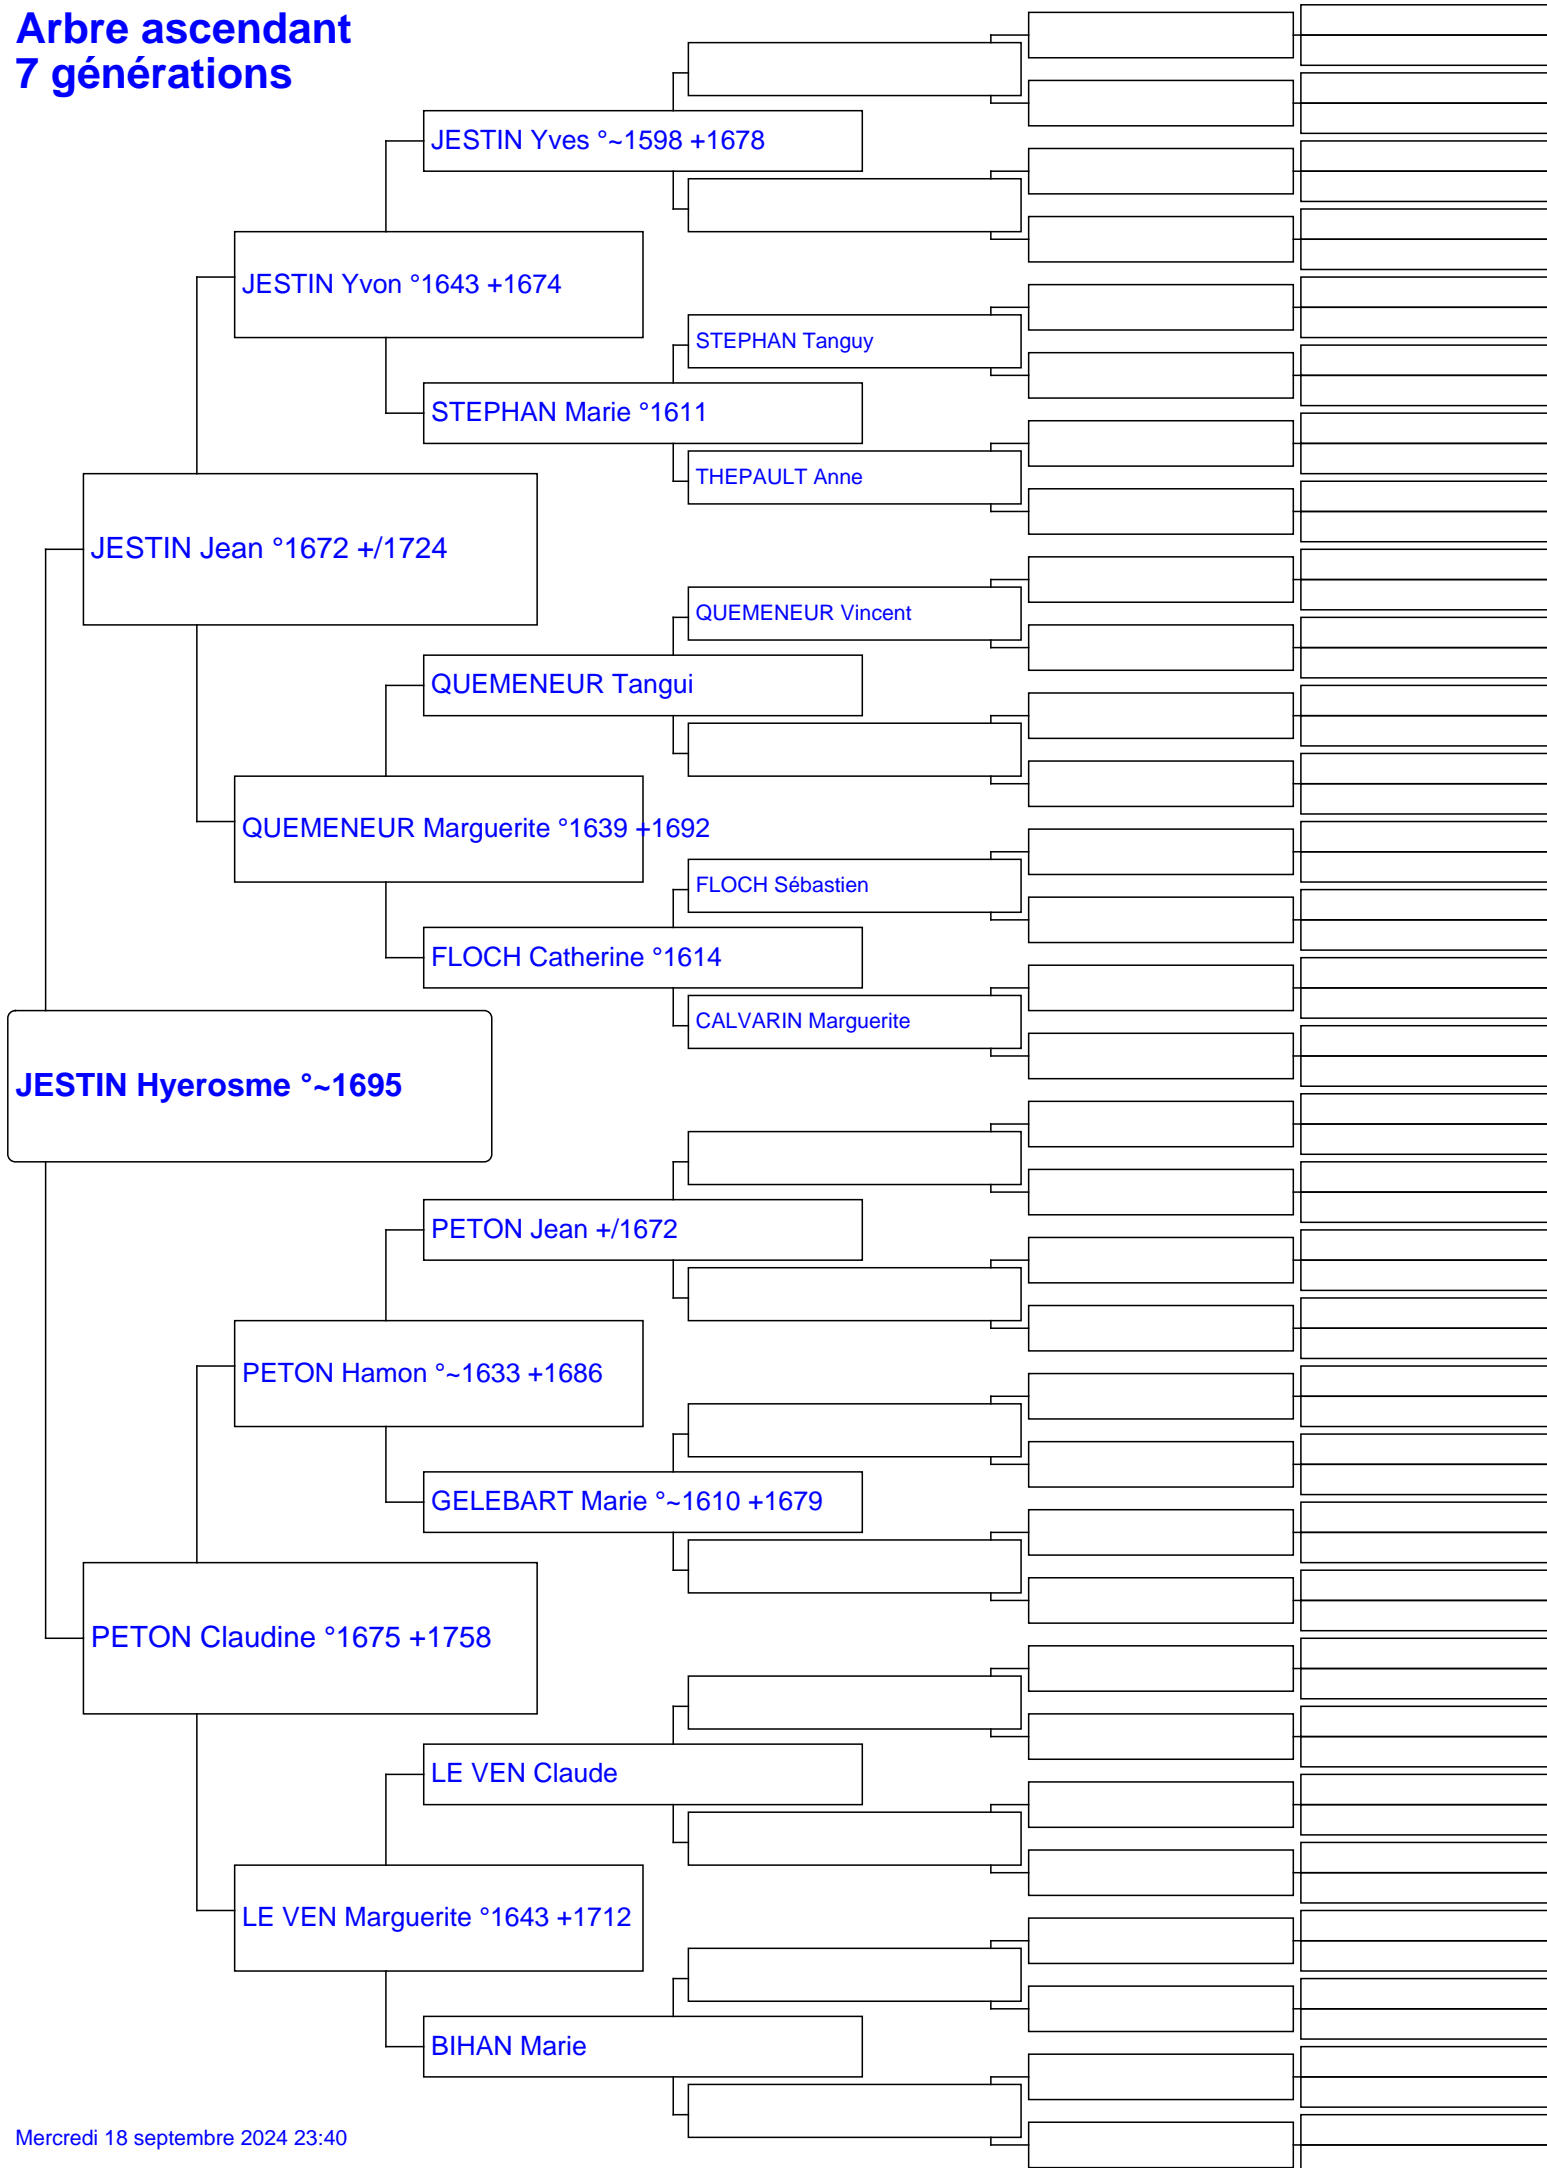 Arbre ascendant
7 générations
JESTIN Yves °~1598 +1678
JESTIN Yvon °1643 +1674
STEPHAN Tanguy
STEPHAN Marie °1611
THEPAULT Anne
JESTIN Jean °1672 +/1724
QUEMENEUR Vincent
QUEMENEUR Tangui
QUEMENEUR Marguerite °1639 +1692
FLOCH Sébastien
FLOCH Catherine °1614
CALVARIN Marguerite
JESTIN Hyerosme °~1695
PETON Jean +/1672
PETON Hamon °~1633 +1686
GELEBART Marie °~1610 +1679
PETON Claudine °1675 +1758
LE VEN Claude
LE VEN Marguerite °1643 +1712
BIHAN Marie
Mercredi 18 septembre 2024 23:40